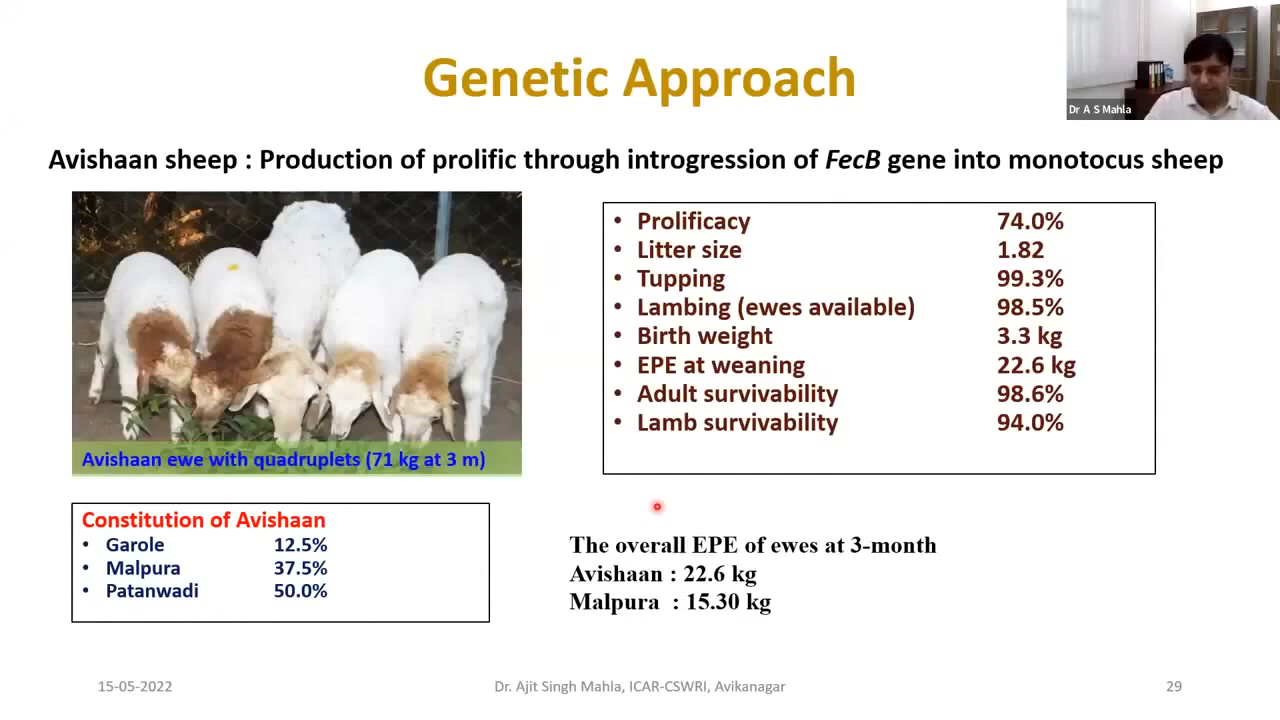 Genetic Approach
Dr A S Mahla
Avishaan sheep : Production of prolific through introgression of FecB gene into monotocus sheep
• Prolificacy 74.0%
• Litter size 1.82
• Tupping 99.3%
• Lambing (ewes available) 98.5%
• Birth weight 3.3 kg
• EPE at weaning 22.6 kg
• Adult survivability 98.6%
• Lamb survivability 94.0%
Avishaan ewe with quadruplets (71 kg at 3 m)
Constitution of Avishaan
• Garole 12.5%
• Malpura 37.5%
• Patanwadi 50.0%
The overall EPE of ewes at 3-month
Avishaan : 22.6 kg
Malpura : 15.30 kg
15-05-2022 Dr. Ajit Singh Mahla, ICAR-CSWRI, Avikanagar 29